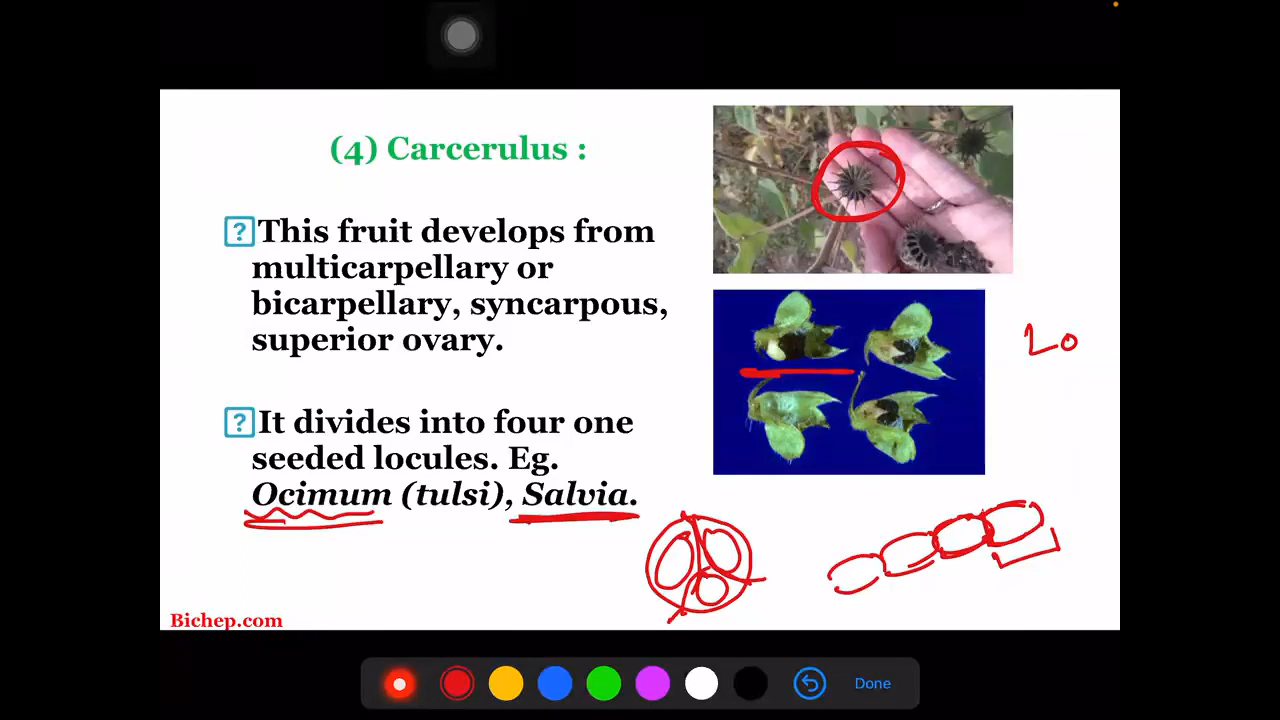 (4) Carcerulus :
?This fruit develops from
multicarpellary or
bicarpellary, syncarpous,
superior ovary.
20
?It divides into four one
seeded locules. Eg.
Ocimum (tulsi), Salvia.
Bichep.com
Done